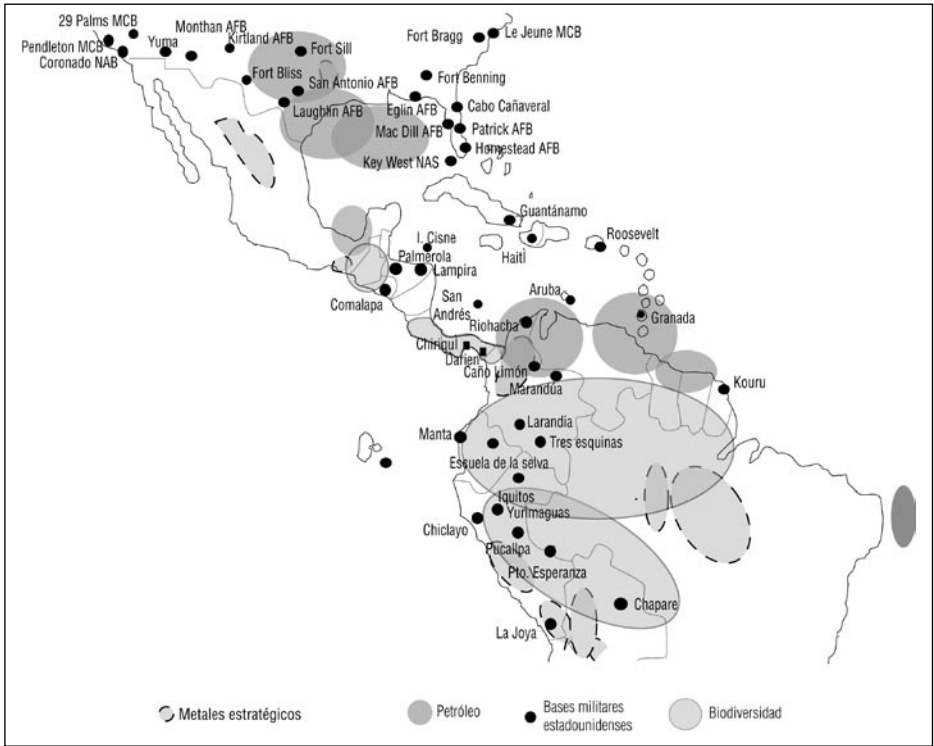 29 Palms MCB
Monthan AFB
Kirtland AFB
Pendleton MCB
Yuma
Coronado NAB
Fort Sill
Fort Bliss
San Antonio AFB
Laughlin AFB
Fort Bragg
Le Jeune MCB
Fort Benning
Eglin AFB
Cabo Cañaveral
Mac Dill AFB
Patrick AFB
Homestead AFB
Key West NAS
Guantánamo
Roosevelt
I. Cisne
Haití
Palmerola
Lampira
Comalapa
San
Andrés
Aruba
Riohacha
Granada
Chiriquí
Darien
Caño Limón
Marandúa
Kouru
Larandia
Manta
Tres esquinas
Escuela de la selva
Iquitos
Yurimaguas
Chiclayo
Pucallpa
Pto. Esperanza
Chapare
La Joya
Metales estratégicos
Petróleo
Bases militares
estadounidenses
Biodiversidad